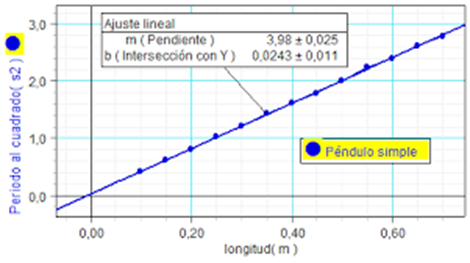 Ajuste lineal
m ( Pendiente ) 3,98 ± 0,025
b ( Intersección con Y ) 0,0243 ± 0,011
Periodo al cuadrado( s2 )
3,0
2,0
1,0
0,0
Péndulo simple
0,00 0,20 0,40 0,60
longitud( m )